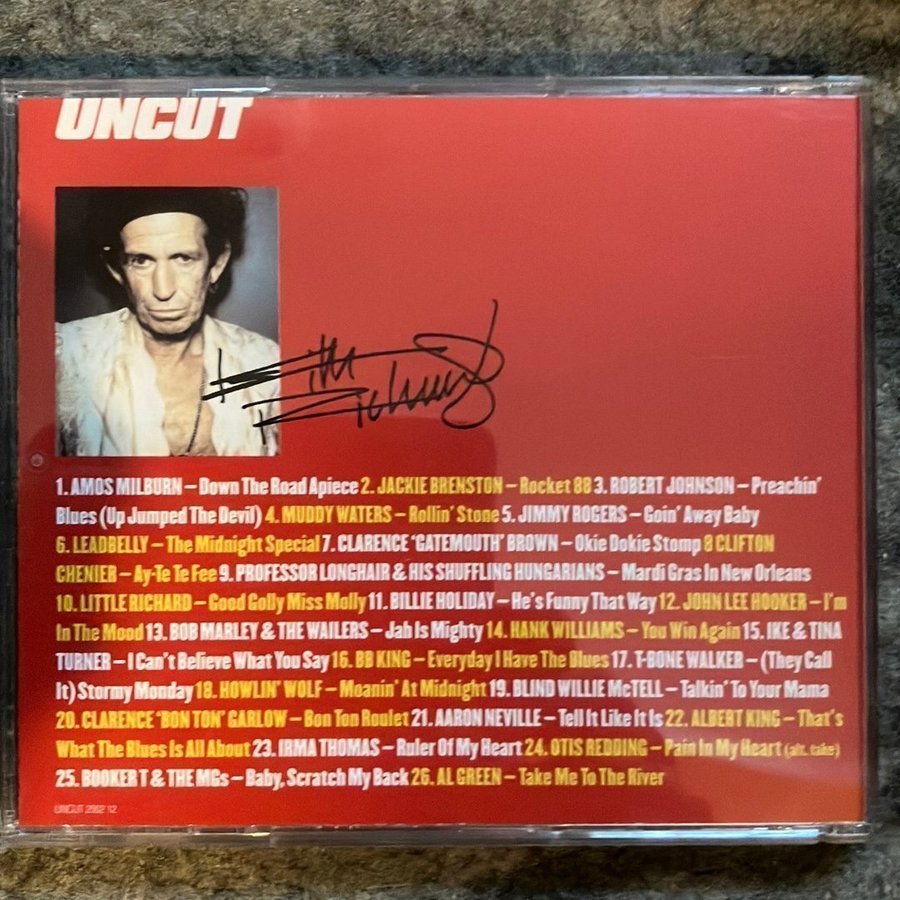 UNCUT
Keith Richards
1. AMOS MILBURN – Down The Road Apiece 2. JACKIE BRENSTON – Rocket 88 3. ROBERT JOHNSON – Preachin'
Blues (Up Jumped The Devil) 4. MUDDY WATERS – Rollin' Stone 5. JIMMY ROGERS – Goin' Away Baby
6. LEADBELLY – The Midnight Special 7. CLARENCE 'GATEMOUTH' BROWN – Okie Dokie Stomp 8 CLIFTON
CHENIER – Ay-Te Te Fee 9. PROFESSOR LONGHAIR & HIS SHUFFLING HUNGARIANS – Mardi Gras In New Orleans
10. LITTLE RICHARD – Good Golly Miss Molly 11. BILLIE HOLIDAY – He's Funny That Way 12. JOHN LEE HOOKER – I'm
In The Mood 13. BOB MARLEY & THE WAILERS – Jah Is Mighty 14. HANK WILLIAMS – You Win Again 15. IKE & TINA
TURNER – I Can't Believe What You Say 16. BB KING – Everyday I Have The Blues 17. T-BONE WALKER – (They Call
It) Stormy Monday 18. HOWLIN' WOLF – Moanin' At Midnight 19. BLIND WILLIE McTELL – Talkin' To Your Mama
20. CLARENCE 'BON TON' GARLOW – Bon Ton Roulet 21. AARON NEVILLE – Tell It Like It Is 22. ALBERT KING – That's
What The Blues Is All About 23. IRMA THOMAS – Ruler Of My Heart 24. OTIS REDDING – Pain In My Heart (alt. take)
25. BOOKER T & THE MGs – Baby, Scratch My Back 26. AL GREEN – Take Me To The River
UNCUT 2002 12